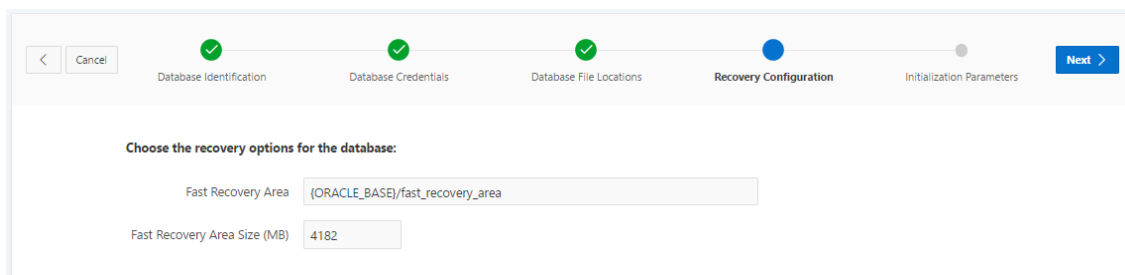 Cancel
Next
Database Identification
Database Credentials
Database File Locations
Recovery Configuration
Initialization Parameters
Choose the recovery options for the database:
Fast Recovery Area {ORACLE_BASE}/fast_recovery_area
Fast Recovery Area Size (MB) 4182